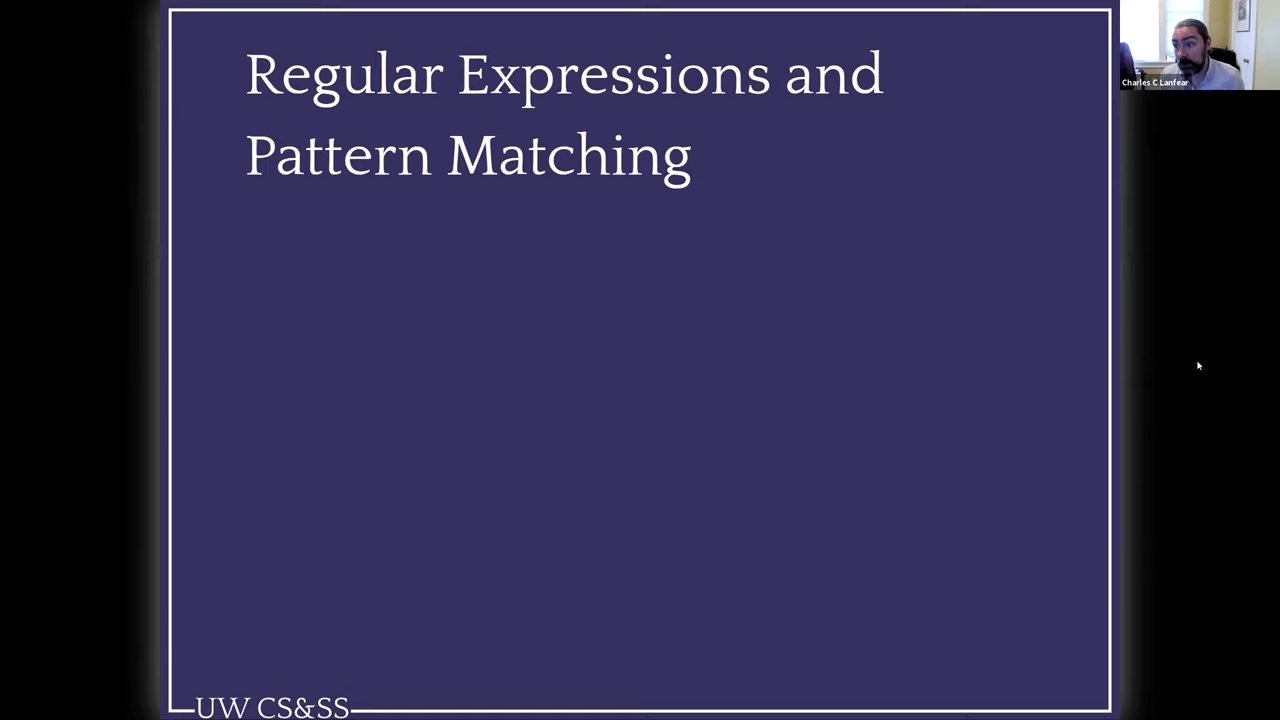 Regular Expressions and
Pattern Matching
Charles C Lanfear
UW CS&SS